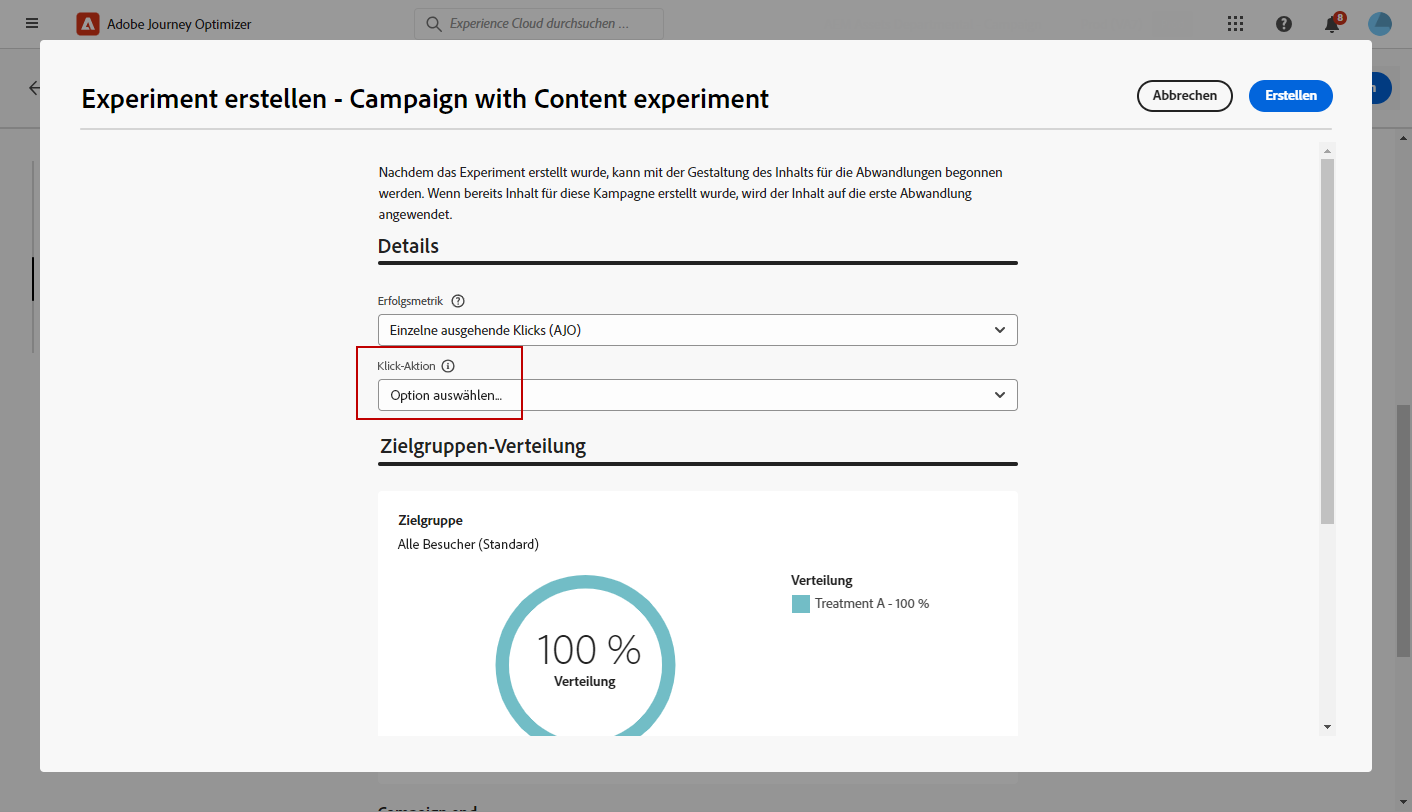 Adobe Journey Optimizer
Experience Cloud durchsuchen ...
8
Experiment erstellen - Campaign with Content experiment
Abbrechen
Erstellen
Nachdem das Experiment erstellt wurde, kann mit der Gestaltung des Inhalts für die Abwandlungen begonnen
werden. Wenn bereits Inhalt für diese Kampagne erstellt wurde, wird der Inhalt auf die erste Abwandlung
angewendet.
Details
Erfolgsmetrik
Einzelne ausgehende Klicks (AJO)
Klick-Aktion
Option auswählen...
Zielgruppen-Verteilung
Zielgruppe
Alle Besucher (Standard)
Verteilung
Treatment A - 100 %
100 %
Verteilung